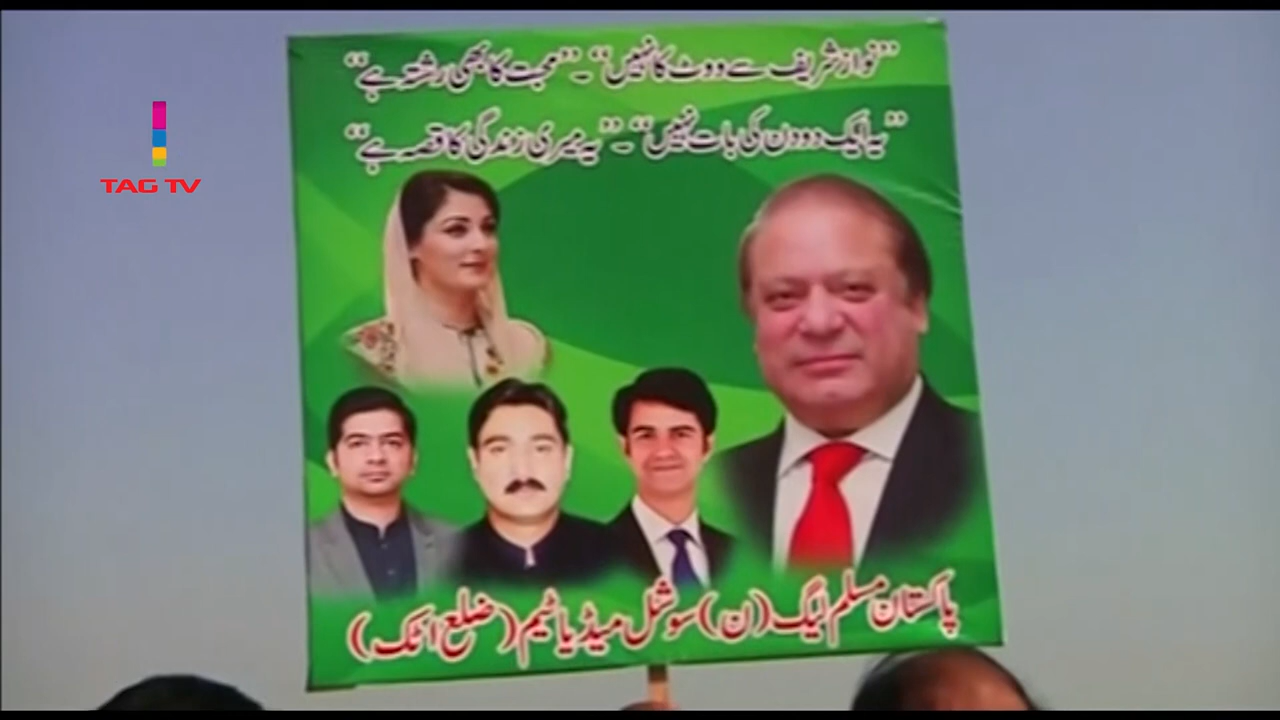 TAG TV
”نواز شریف سے ووٹ کا نہیں“۔ ”محبت کا بھی رشتہ ہے“
”یہ ایک دو دن کی بات نہیں“۔ ”یہ میری زندگی کا قصہ ہے“
پاکستان مسلم لیگ (ن) سوشل میڈیا ٹیم (ضلع اٹک)